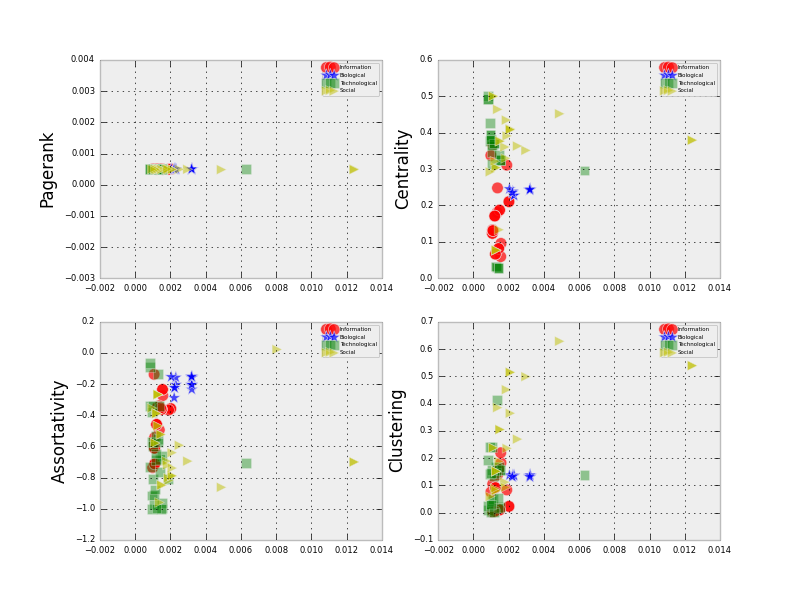 0.004
0.003
0.002
0.001
0.000
−0.001
−0.002
−0.003
Pagerank
−0.002 0.000 0.002 0.004 0.006 0.008 0.010 0.012 0.014
Information
Biological
Technological
Social
0.6
0.5
0.4
0.3
0.2
0.1
0.0
Centrality
−0.002 0.000 0.002 0.004 0.006 0.008 0.010 0.012 0.014
Information
Biological
Technological
Social
0.2
0.0
−0.2
−0.4
−0.6
−0.8
−1.0
−1.2
Assortativity
−0.002 0.000 0.002 0.004 0.006 0.008 0.010 0.012 0.014
Information
Biological
Technological
Social
0.7
0.6
0.5
0.4
0.3
0.2
0.1
0.0
−0.1
Clustering
−0.002 0.000 0.002 0.004 0.006 0.008 0.010 0.012 0.014
Information
Biological
Technological
Social